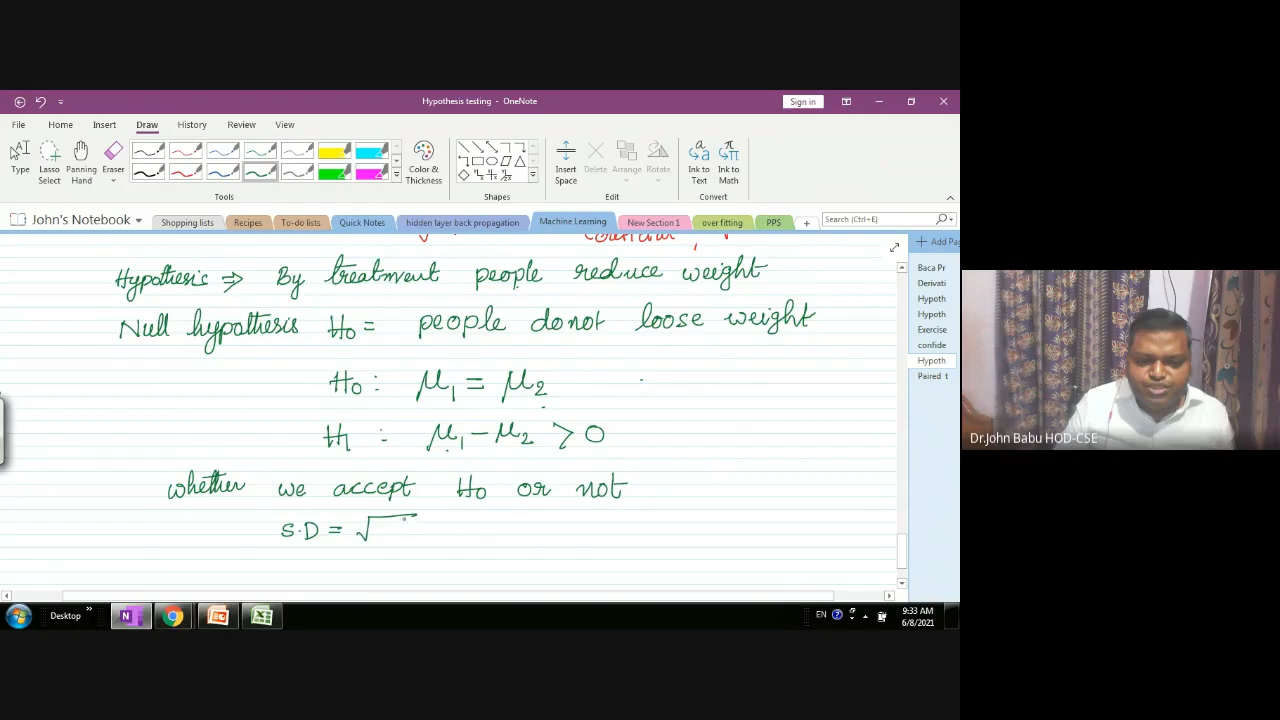 Hypothesis testing - OneNote
Sign in
File Home Insert Draw History Review View
Type Lasso Select Panning Hand Eraser Color & Thickness Insert Space Delete Arrange Rotate Ink to Text Ink to Math
Tools Shapes Edit Convert
John's Notebook Shopping lists Recipes To-do lists Quick Notes hidden layer back propagation Machine Learning New Section 1 over fitting PPS Search (Ctrl+E)
Add Pag
Baca Pr
Derivati
Hypoth
Hypoth
Exercise
confide
Hypoth
Paired t
Hypothesis ⇒ By treatment people reduce weight
Null hypothesis H0 = people do not loose weight
H0 : μ1 = μ2
H1 : μ1 - μ2 > 0
whether we accept H0 or not
S.D = √
Dr.John Babu HOD-CSE
Desktop EN 9:33 AM
6/8/2021